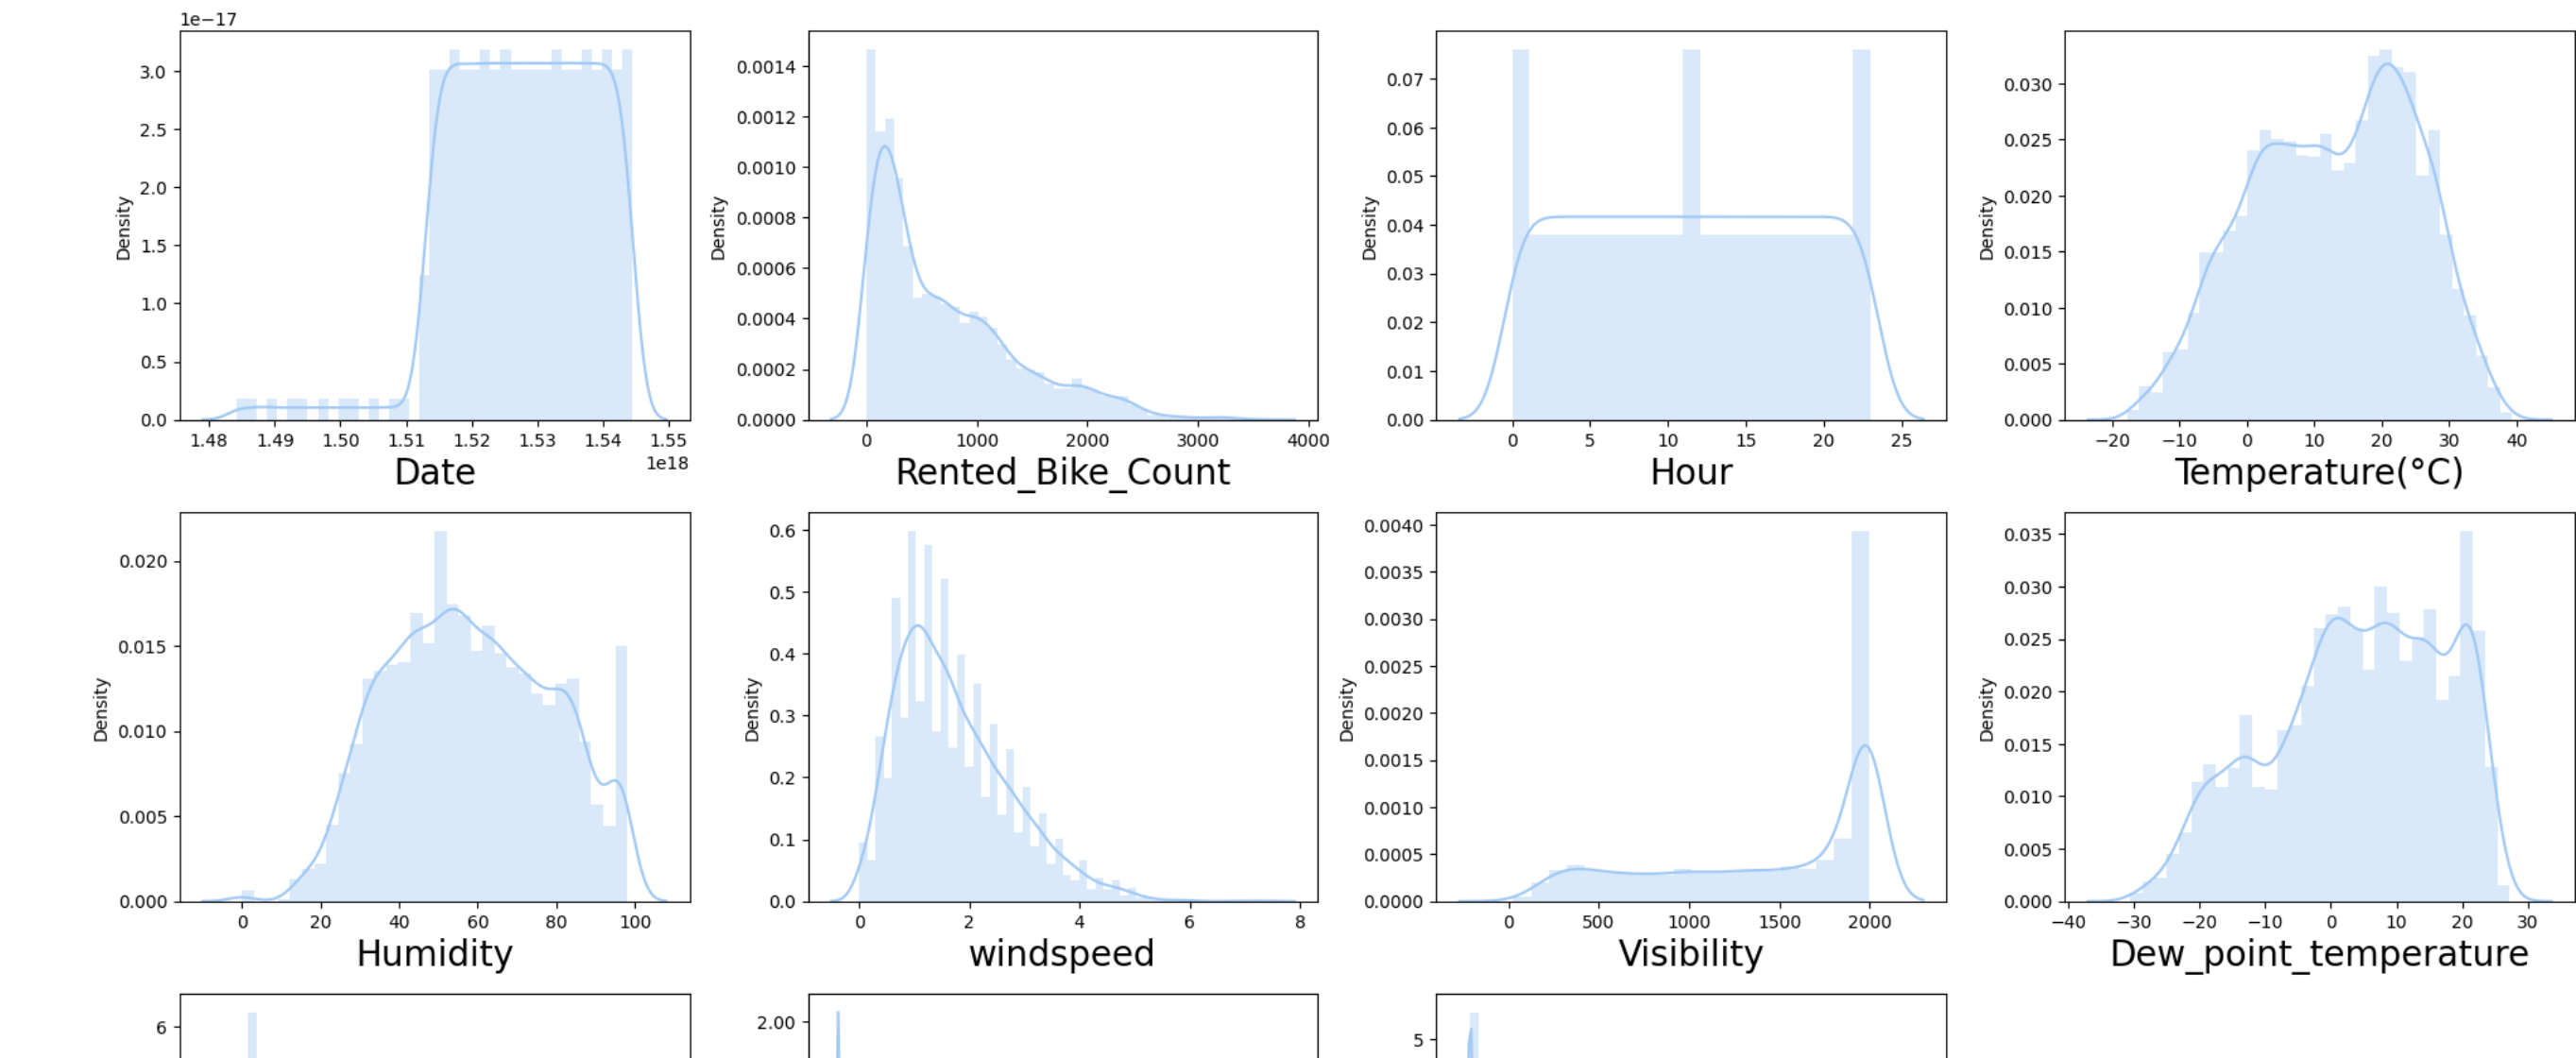 1e−17
3.0
2.5
2.0
1.5
1.0
0.5
0.0
Density
1.48 1.49 1.50 1.51 1.52 1.53 1.54 1.55
1e18
Date
0.0014
0.0012
0.0010
0.0008
0.0006
0.0004
0.0002
0.0000
Density
0 1000 2000 3000 4000
Rented_Bike_Count
0.07
0.06
0.05
0.04
0.03
0.02
0.01
0.00
Density
0 5 10 15 20 25
Hour
0.030
0.025
0.020
0.015
0.010
0.005
0.000
Density
−20 −10 0 10 20 30 40
Temperature(°C)
0.020
0.015
0.010
0.005
0.000
Density
0 20 40 60 80 100
Humidity
0.6
0.5
0.4
0.3
0.2
0.1
0.0
Density
0 2 4 6 8
windspeed
0.0040
0.0035
0.0030
0.0025
0.0020
0.0015
0.0010
0.0005
0.0000
Density
0 500 1000 1500 2000
Visibility
0.035
0.030
0.025
0.020
0.015
0.010
0.005
0.000
Density
−40 −30 −20 −10 0 10 20 30
Dew_point_temperature
6
2.00
5